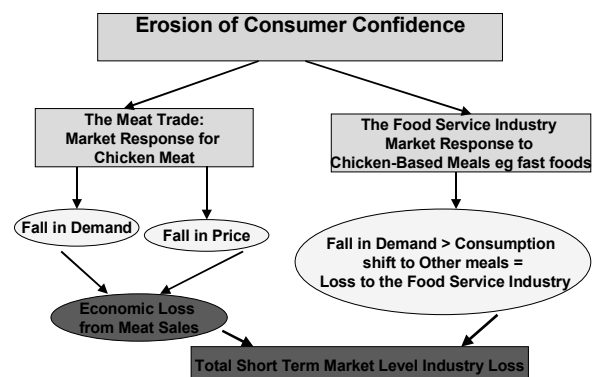 Erosion of Consumer Confidence
The Meat Trade:
Market Response for
Chicken Meat
The Food Service Industry
Market Response to
Chicken-Based Meals eg fast foods
Fall in Demand
Fall in Price
Fall in Demand > Consumption
shift to Other meals =
Loss to the Food Service Industry
Economic Loss
from Meat Sales
Total Short Term Market Level Industry Loss